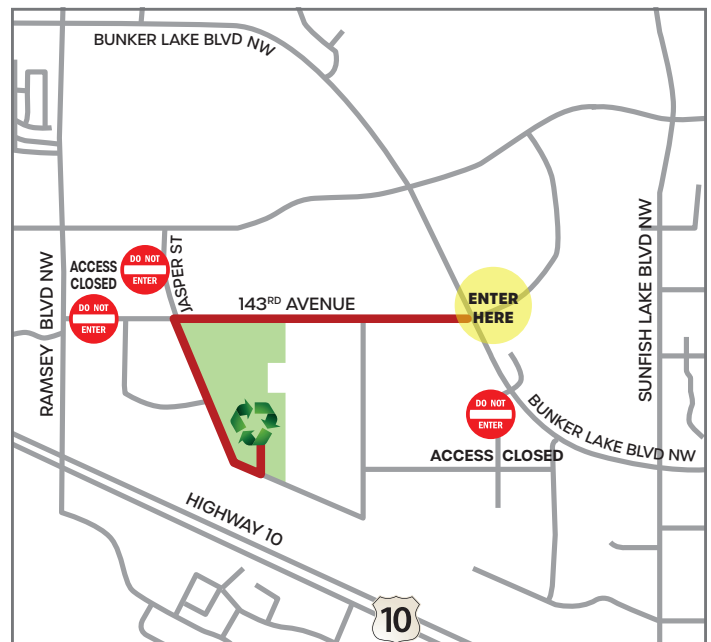 BUNKER LAKE BLVD NW
SUNFISH LAKE BLVD NW
RAMSEY BLVD NW
JASPER ST
ACCESS
CLOSED
DO NOT
ENTER
DO NOT
ENTER
143RD AVENUE
ENTER
HERE
DO NOT
ENTER
ACCESS CLOSED
BUNKER LAKE BLVD NW
HIGHWAY 10
10